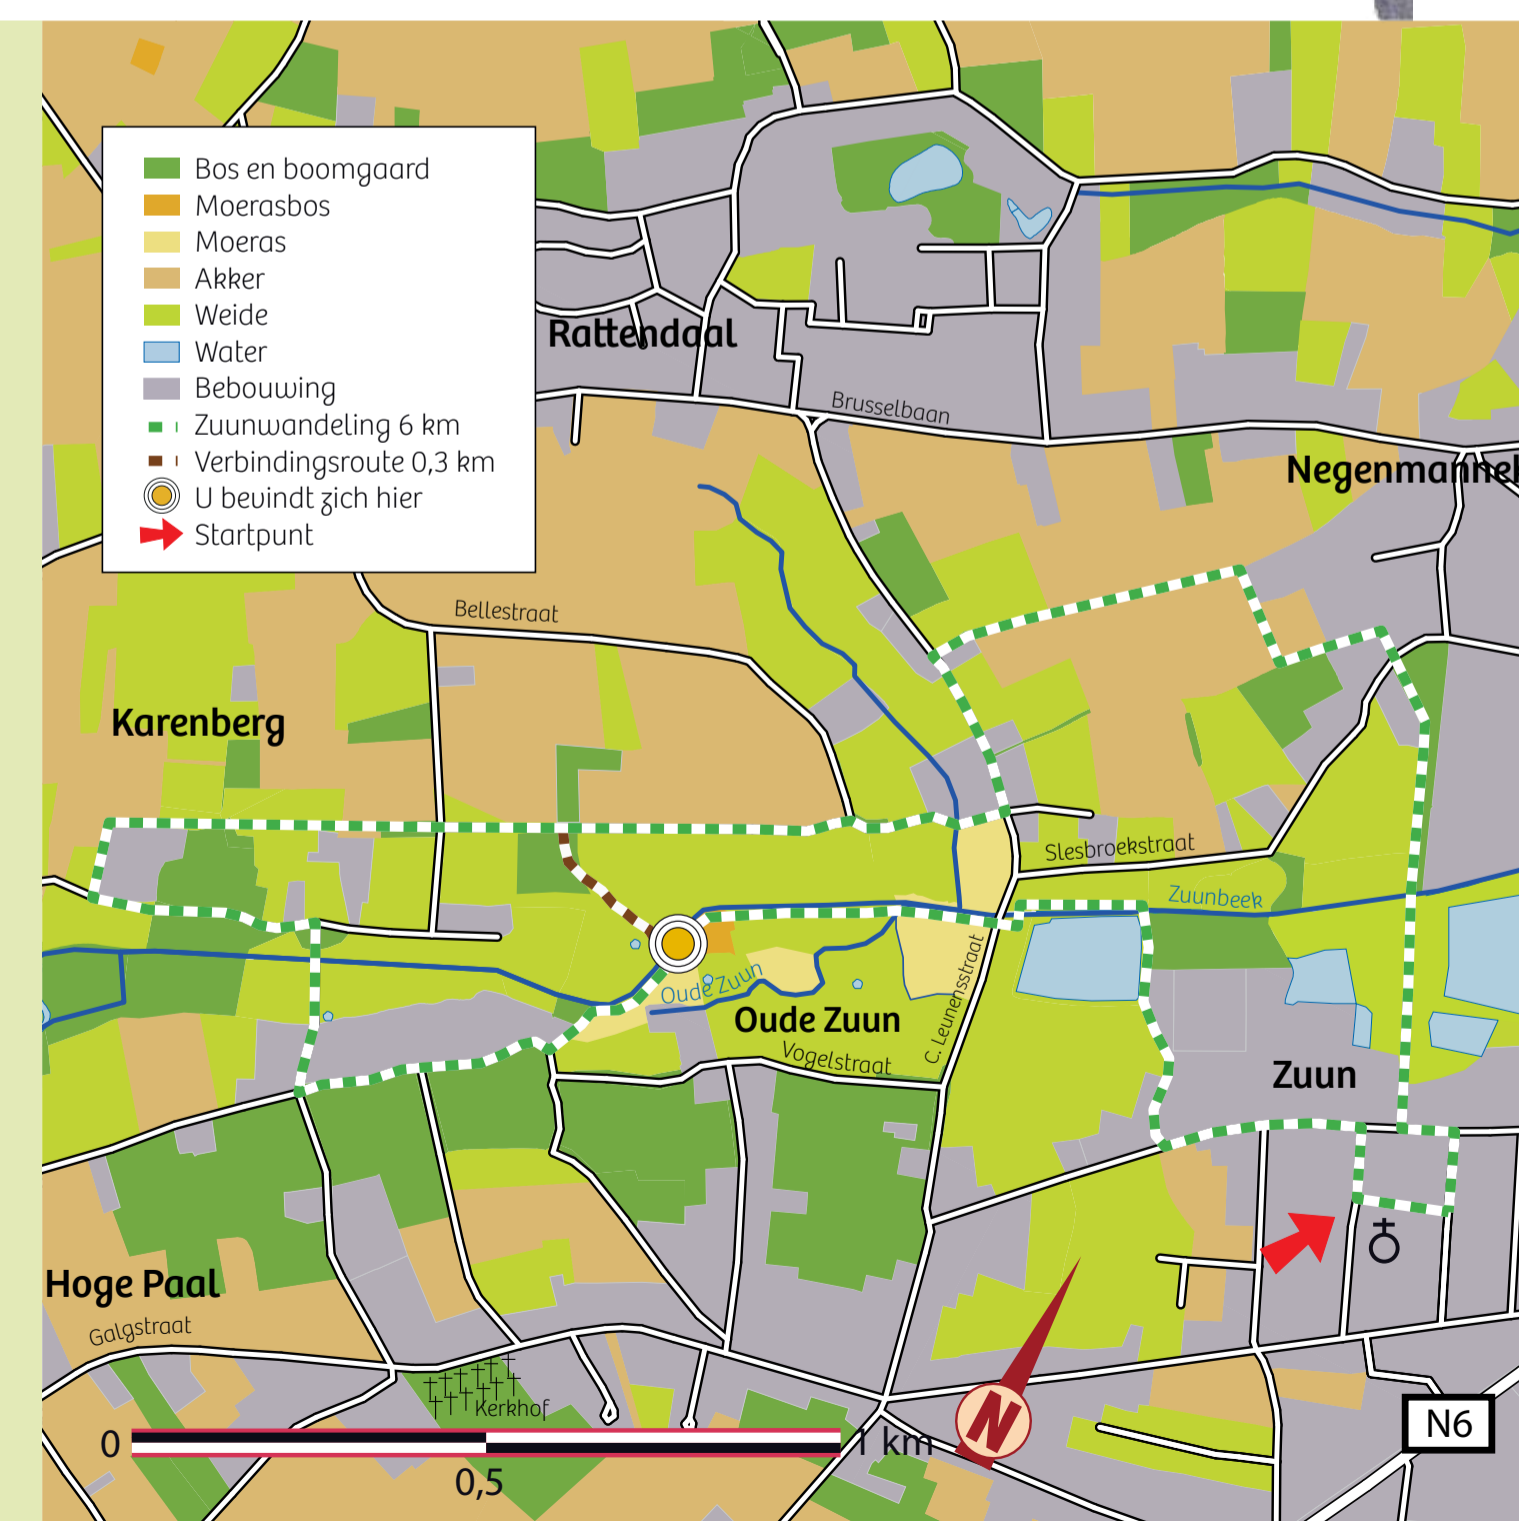 Bos en boomgaard
Moerasbos
Moeras
Akker
Weide
Water
Bebouwing
Zuunwandeling 6 km
Verbindingsroute 0,3 km
U bevindt zich hier
Startpunt
Rattendaal
Brusselbaan
Negenmannek
Bellestraat
Karenberg
Slesbroekstraat
Zuunbeek
Oude Zuun
Oude Zuun
C. Leunensstraat
Vogelstraat
Zuun
Hoge Paal
Galgstraat
Kerkhof
N
N6
0
1 km
0,5